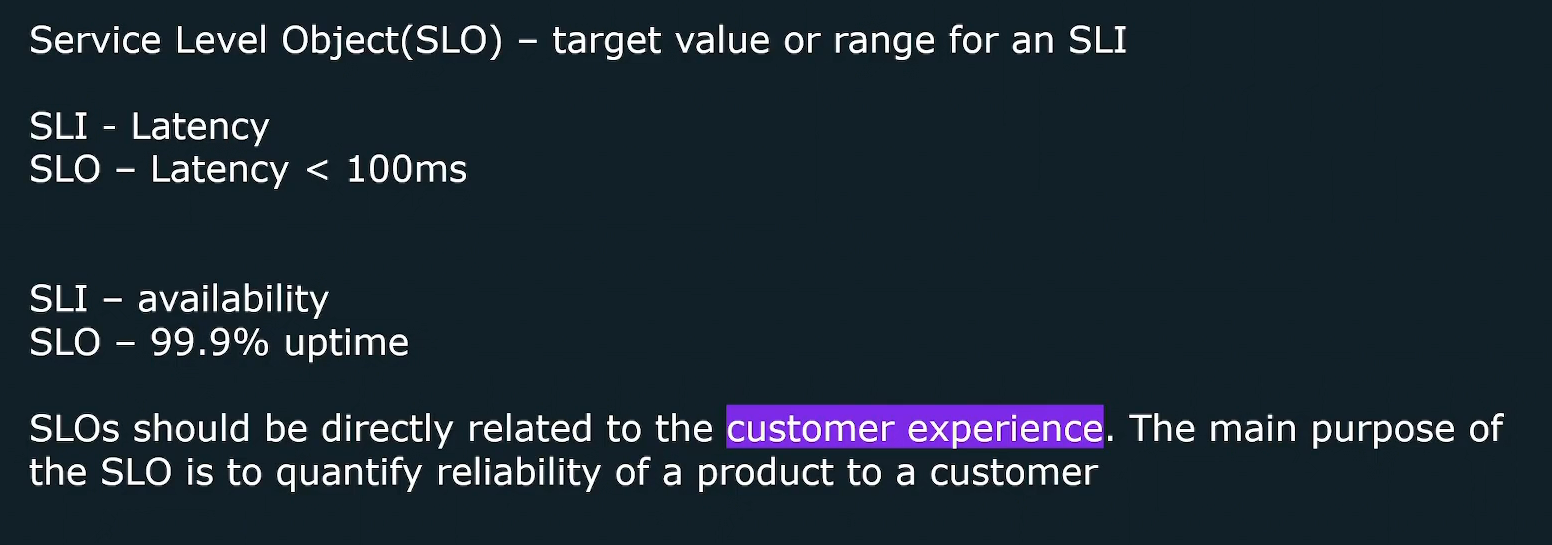 Service Level Object(SLO) – target value or range for an SLI
SLI - Latency
SLO – Latency < 100ms
SLI – availability
SLO – 99.9% uptime
SLOs should be directly related to the customer experience. The main purpose of
the SLO is to quantify reliability of a product to a customer